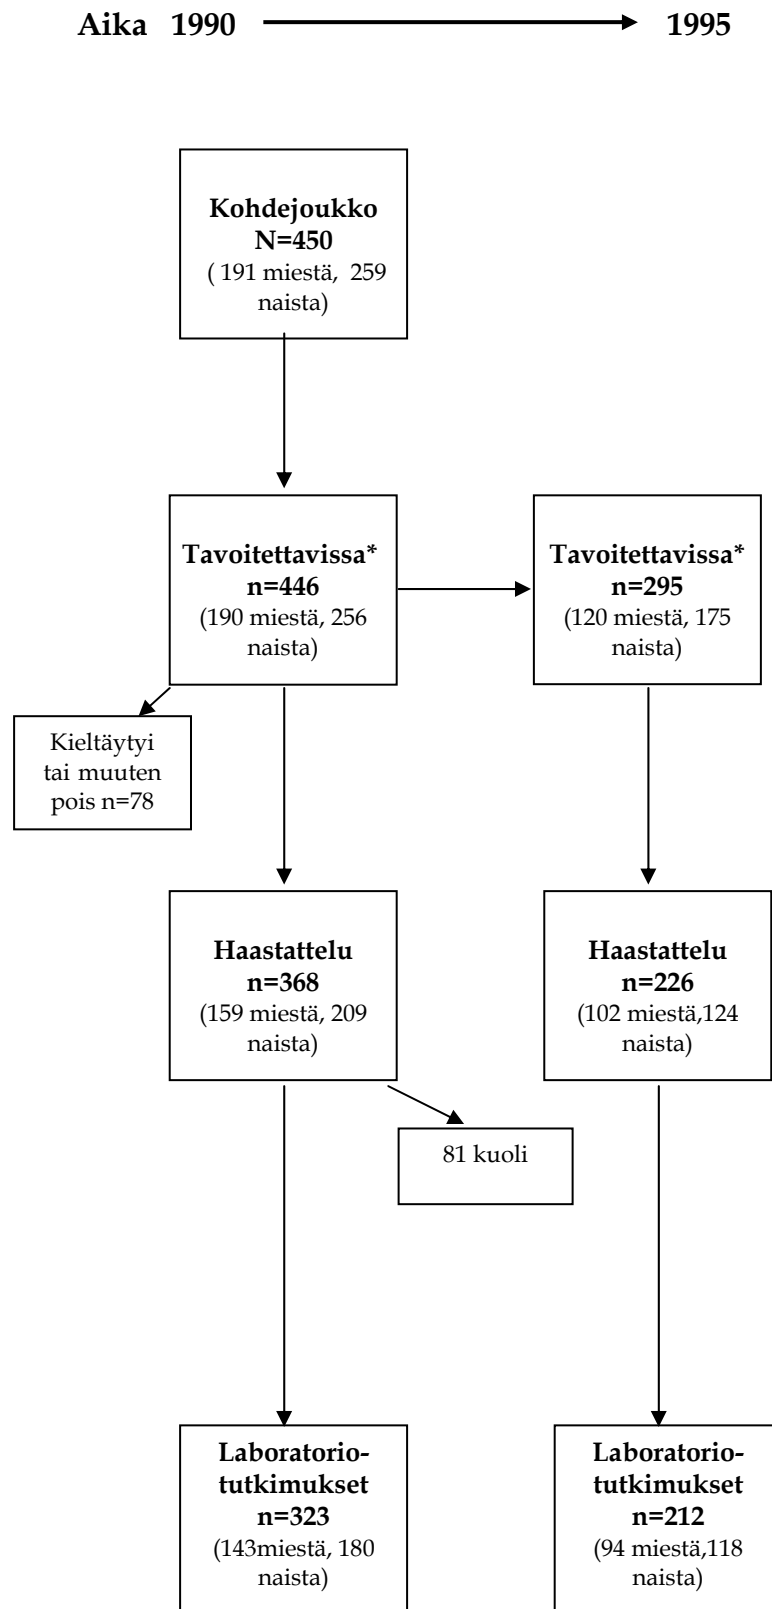 Aika 1990 1995
Kohdejoukko
N=450
( 191 miestä, 259
naista)
Tavoitettavissa*
n=446
(190 miestä, 256
naista)
Tavoitettavissa*
n=295
(120 miestä, 175
naista)
Kieltäytyi
tai muuten
pois n=78
Haastattelu
n=368
(159 miestä, 209
naista)
Haastattelu
n=226
(102 miestä,124
naista)
81 kuoli
Laboratorio-
tutkimukset
n=323
(143miestä, 180
naista)
Laboratorio-
tutkimukset
n=212
(94 miestä,118
naista)